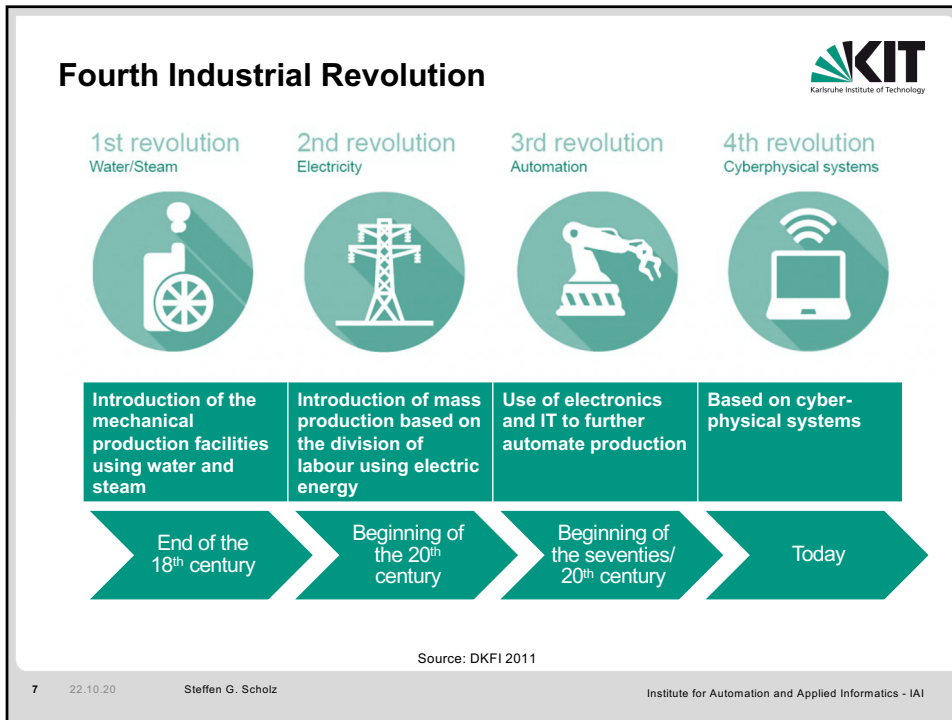 Fourth Industrial Revolution
KIT
Karlsruhe Institute of Technology
1st revolution
Water/Steam
2nd revolution
Electricity
3rd revolution
Automation
4th revolution
Cyberphysical systems
Introduction of the
mechanical
production facilities
using water and
steam
Introduction of mass
production based on
the division of
labour using electric
energy
Use of electronics
and IT to further
automate production
Based on cyber-
physical systems
End of the
18th century
Beginning of
the 20th
century
Beginning of
the seventies/
20th century
Today
Source: DKFI 2011
7 22.10.20 Steffen G. Scholz Institute for Automation and Applied Informatics - IAI